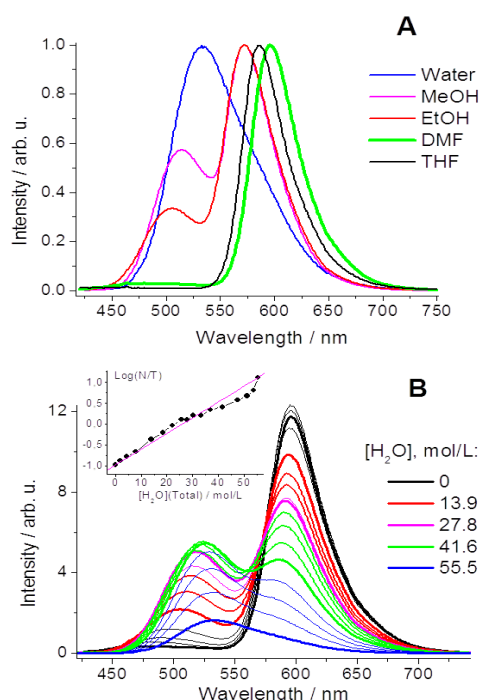 A
1.0
0.8
0.6
0.4
0.2
0.0
Intensity / arb. u.
Water
MeOH
EtOH
DMF
THF
450 500 550 600 650 700 750
Wavelength / nm
B
Log(N/T)
1.0
0.5
0.0
-0.5
-1.0
0 10 20 30 40 50
[H2O](Total) / mol/L
12
8
4
0
Intensity / arb. u.
[H2O], mol/L:
0
13.9
27.8
41.6
55.5
450 500 550 600 650 700
Wavelength / nm